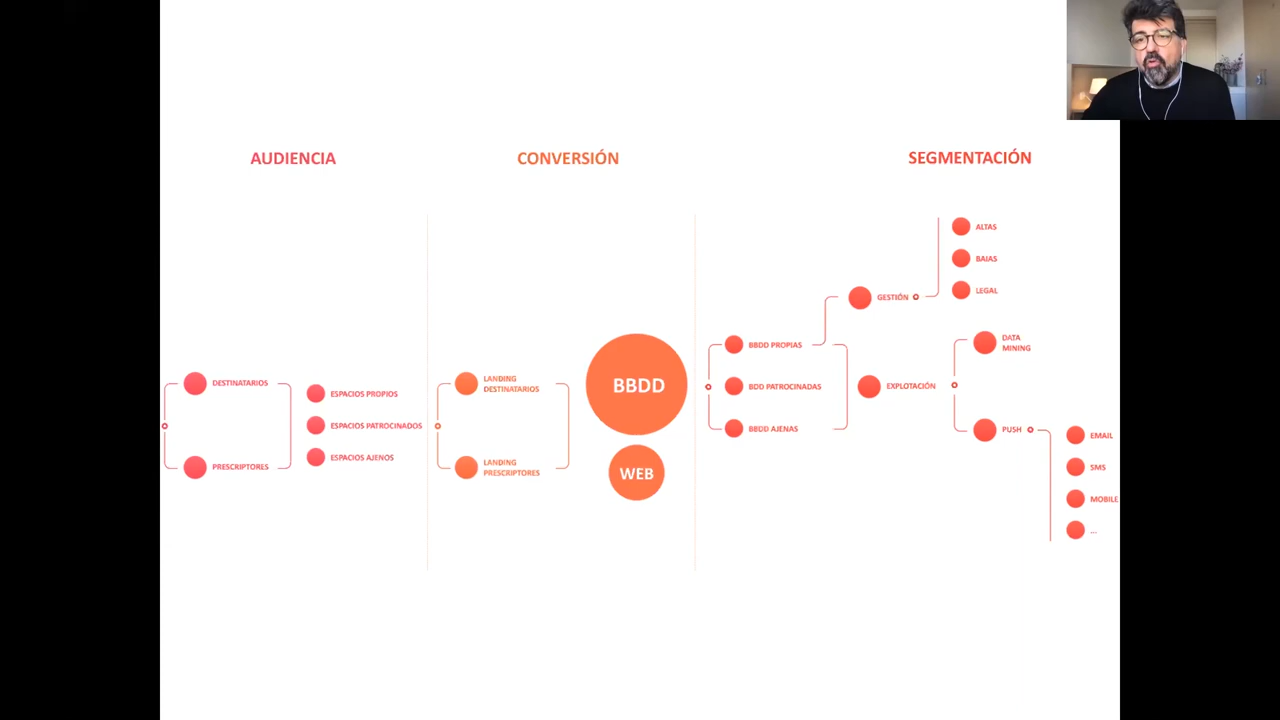 AUDIENCIA
CONVERSIÓN
SEGMENTACIÓN
DESTINATARIOS
PRESCRIPTORES
ESPACIOS PROPIOS
ESPACIOS PATROCINADOS
ESPACIOS AJENOS
LANDING
DESTINATARIOS
LANDING
PRESCRIPTORES
BBDD
WEB
BBDD PROPIAS
BDD PATROCINADAS
BBDD AJENAS
GESTIÓN
EXPLOTACIÓN
ALTAS
BAJAS
LEGAL
DATA
MINING
PUSH
EMAIL
SMS
MOBILE
...